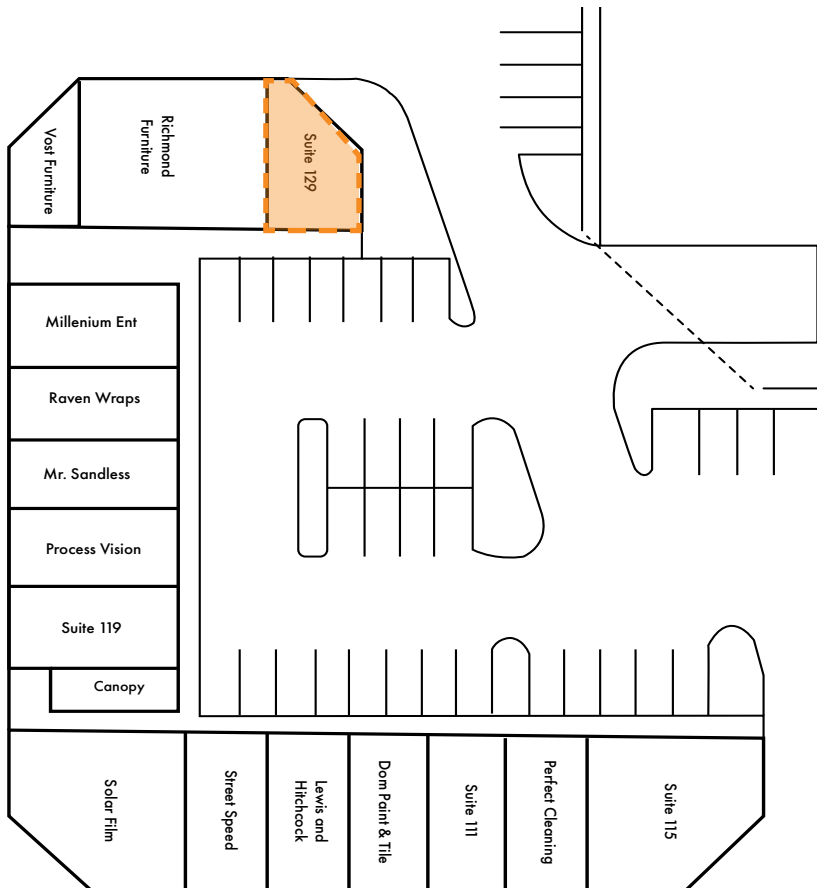 Vost Furniture
Richmond
Furniture
Suite 129
Millenium Ent
Raven Wraps
Mr. Sandless
Process Vision
Suite 119
Canopy
Solar Film
Street Speed
Lewis and
Hitchcock
Dom Paint & Tile
Suite 111
Perfect Cleaning
Suite 115